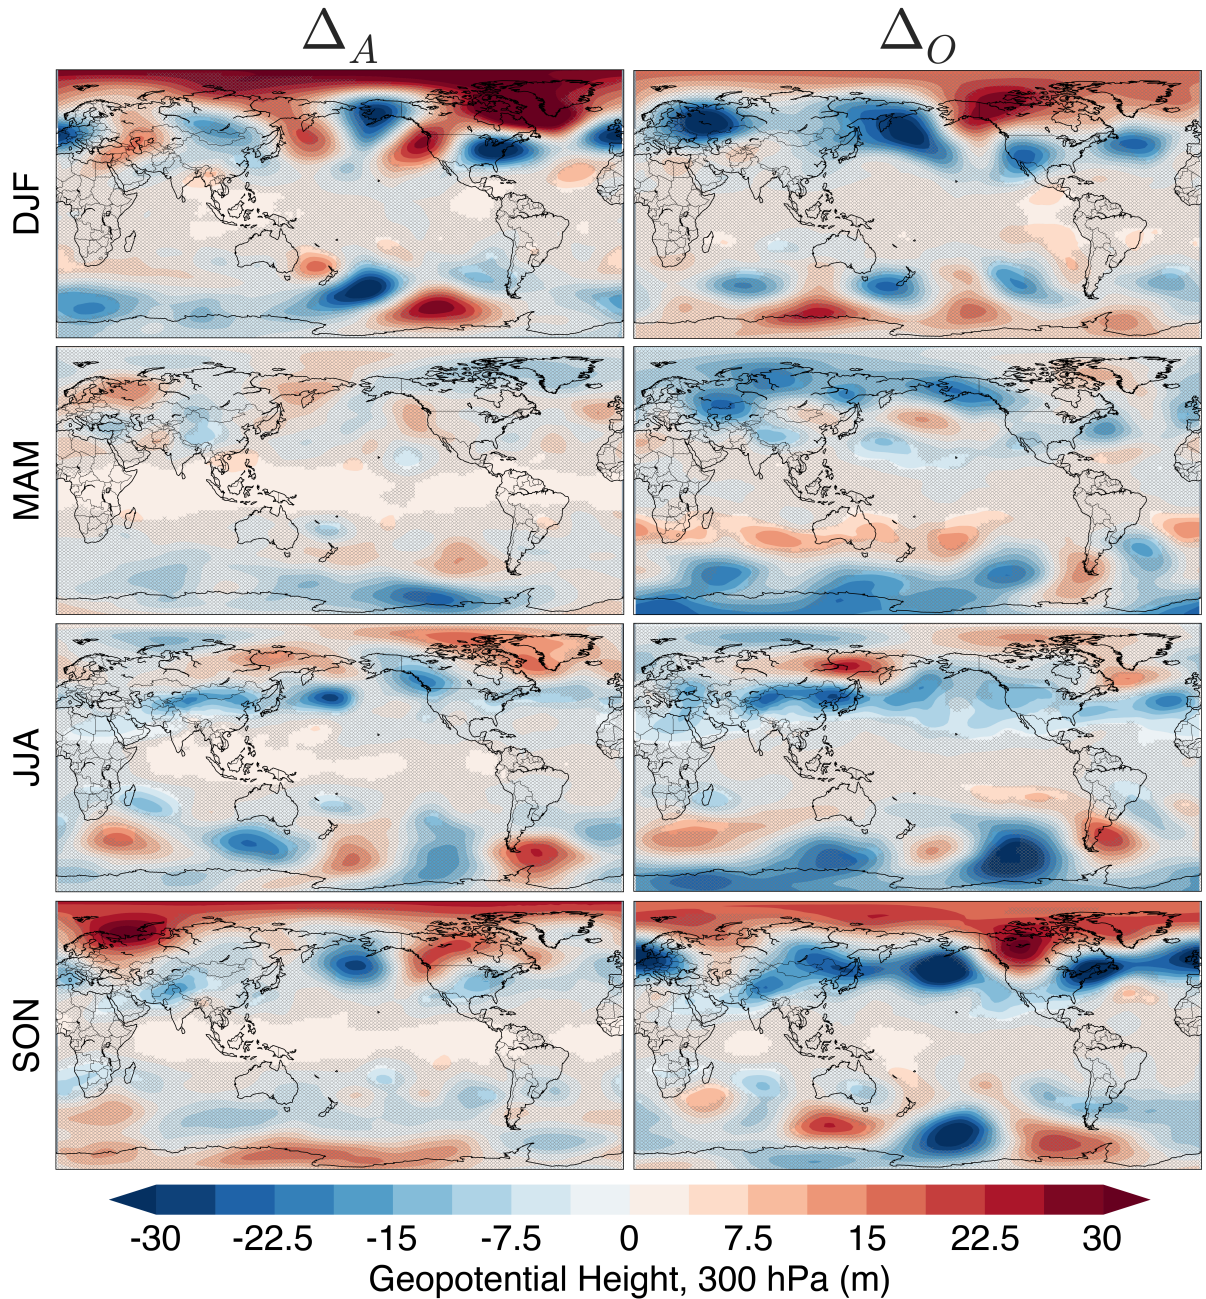 Δ_A Δ_O
DJF
MAM
JJA
SON
-30 -22.5 -15 -7.5 0 7.5 15 22.5 30
Geopotential Height, 300 hPa (m)